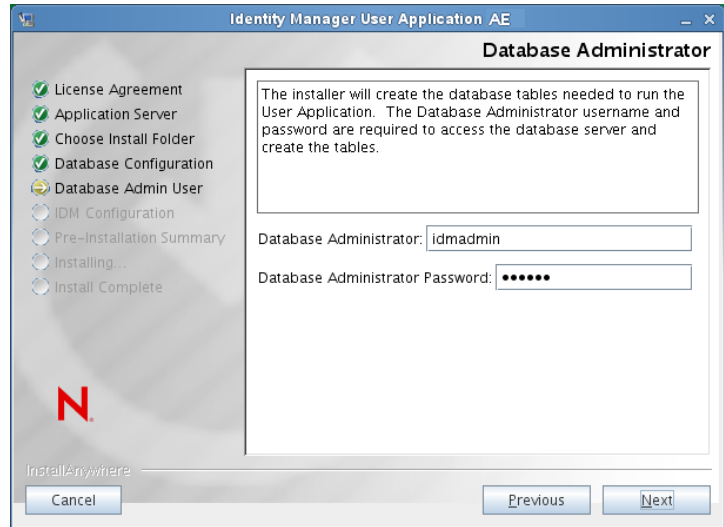 Identity Manager User Application AE
Database Administrator
License Agreement
Application Server
Choose Install Folder
Database Configuration
Database Admin User
IDM Configuration
Pre-Installation Summary
Installing...
Install Complete
The installer will create the database tables needed to run the
User Application. The Database Administrator username and
password are required to access the database server and
create the tables.
Database Administrator: idmadmin
Database Administrator Password: ••••••
N.
InstallAnywhere
Cancel
Previous
Next